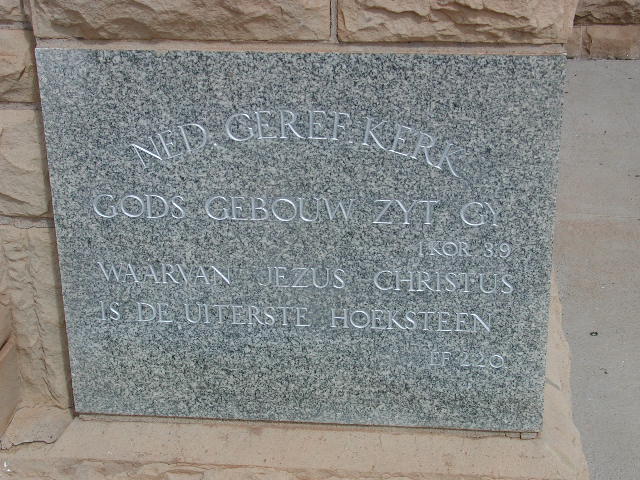 NED. GEREF. KERK
GODS GEBOUW ZYT GY
1 KOR. 3:9
WAARVAN JEZUS CHRISTUS
IS DE UITERSTE HOEKSTEEN
EF. 2:20